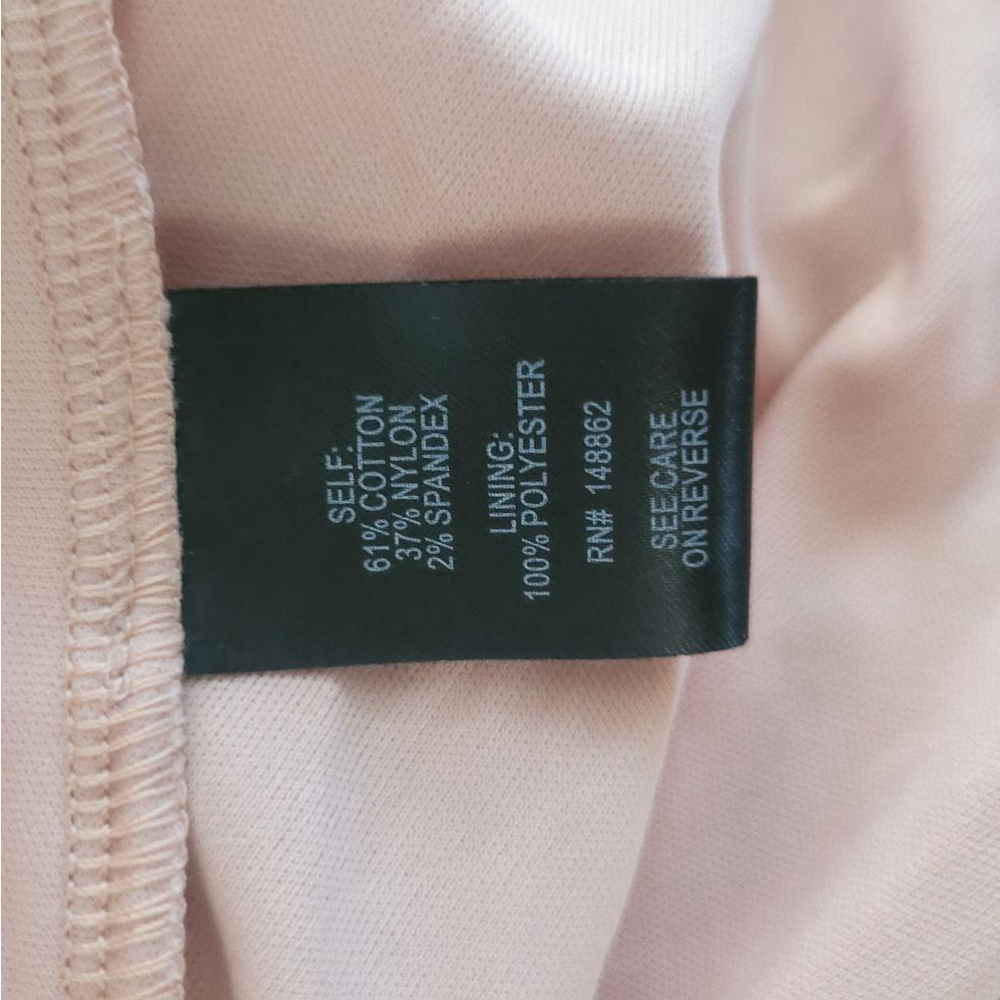 SELF:
61% COTTON
37% NYLON
2% SPANDEX
LINING:
100% POLYESTER
RN# 148862
SEE CARE
ON REVERSE